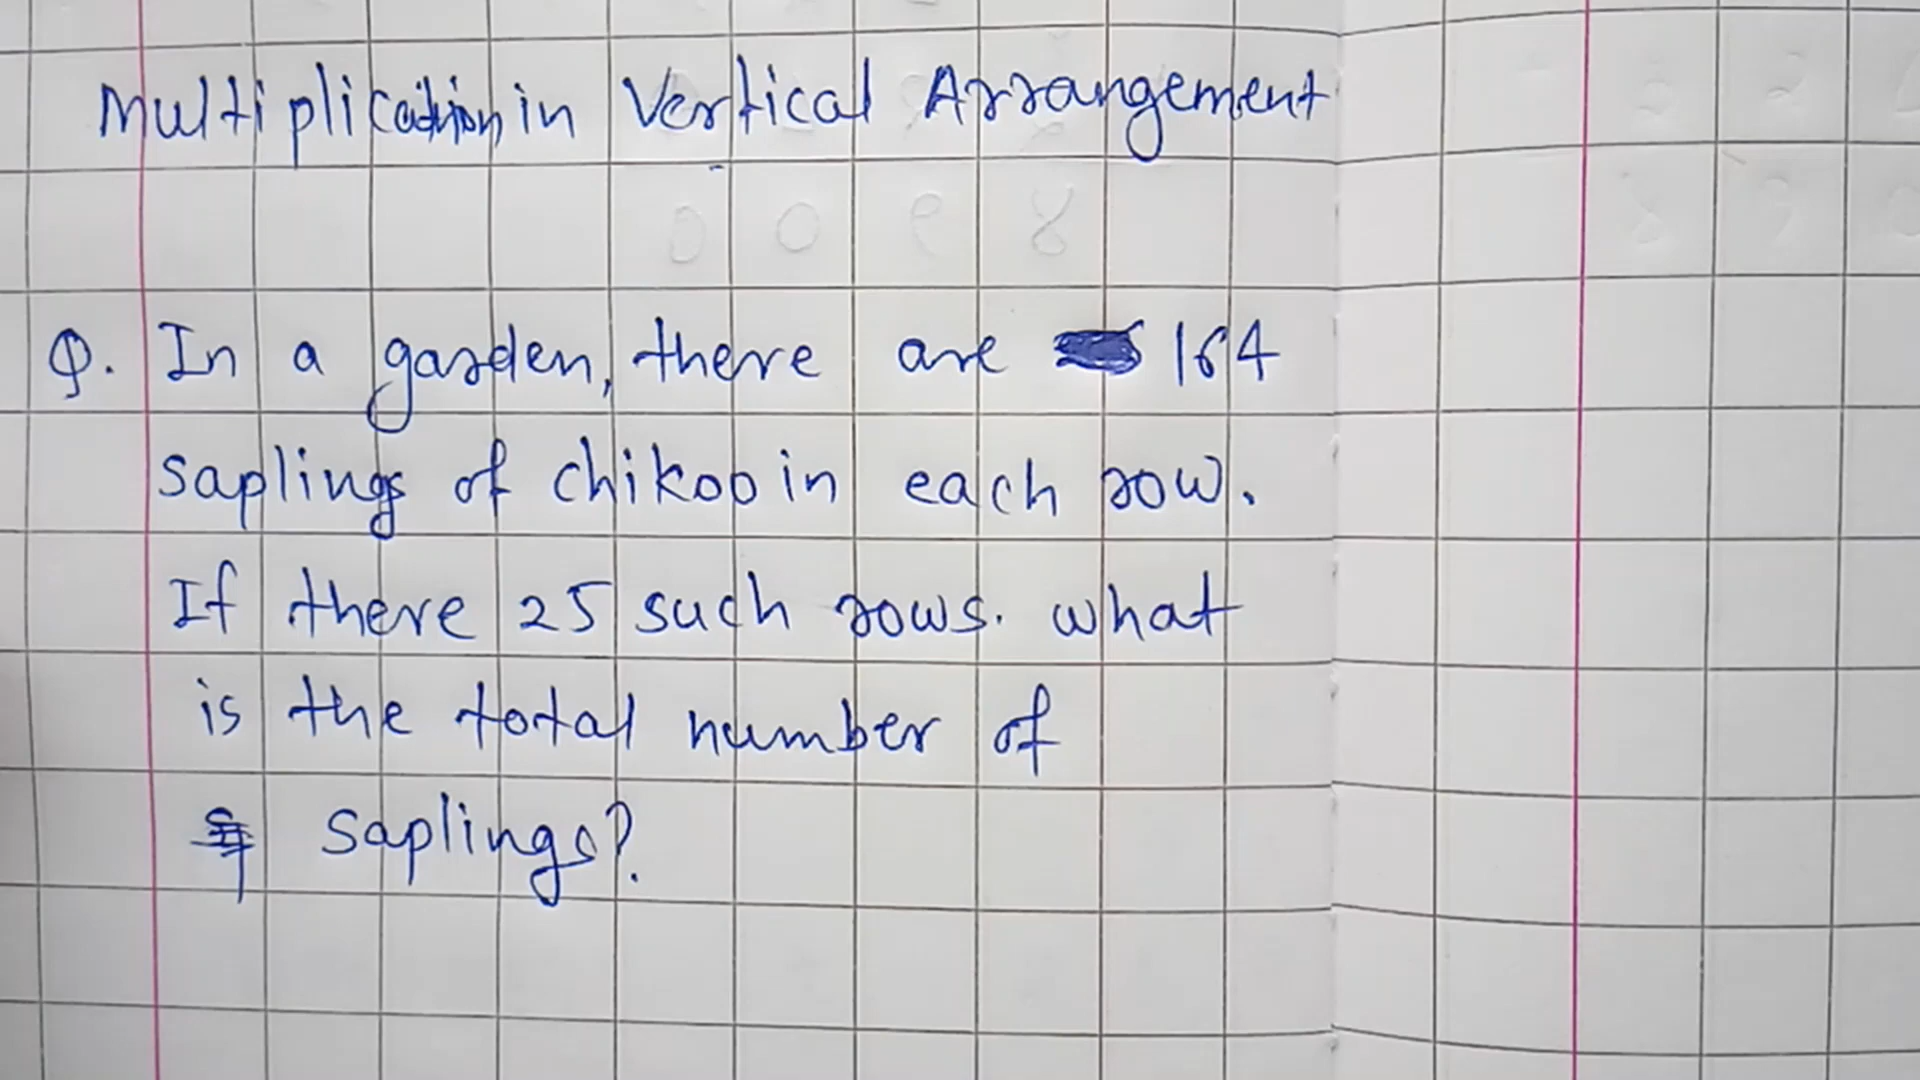 Multiplication in Vertical Arrangement
Q. In a garden, there are 164
saplings of chikoo in each row.
If there 25 such rows. what
is the total number of
saplings?